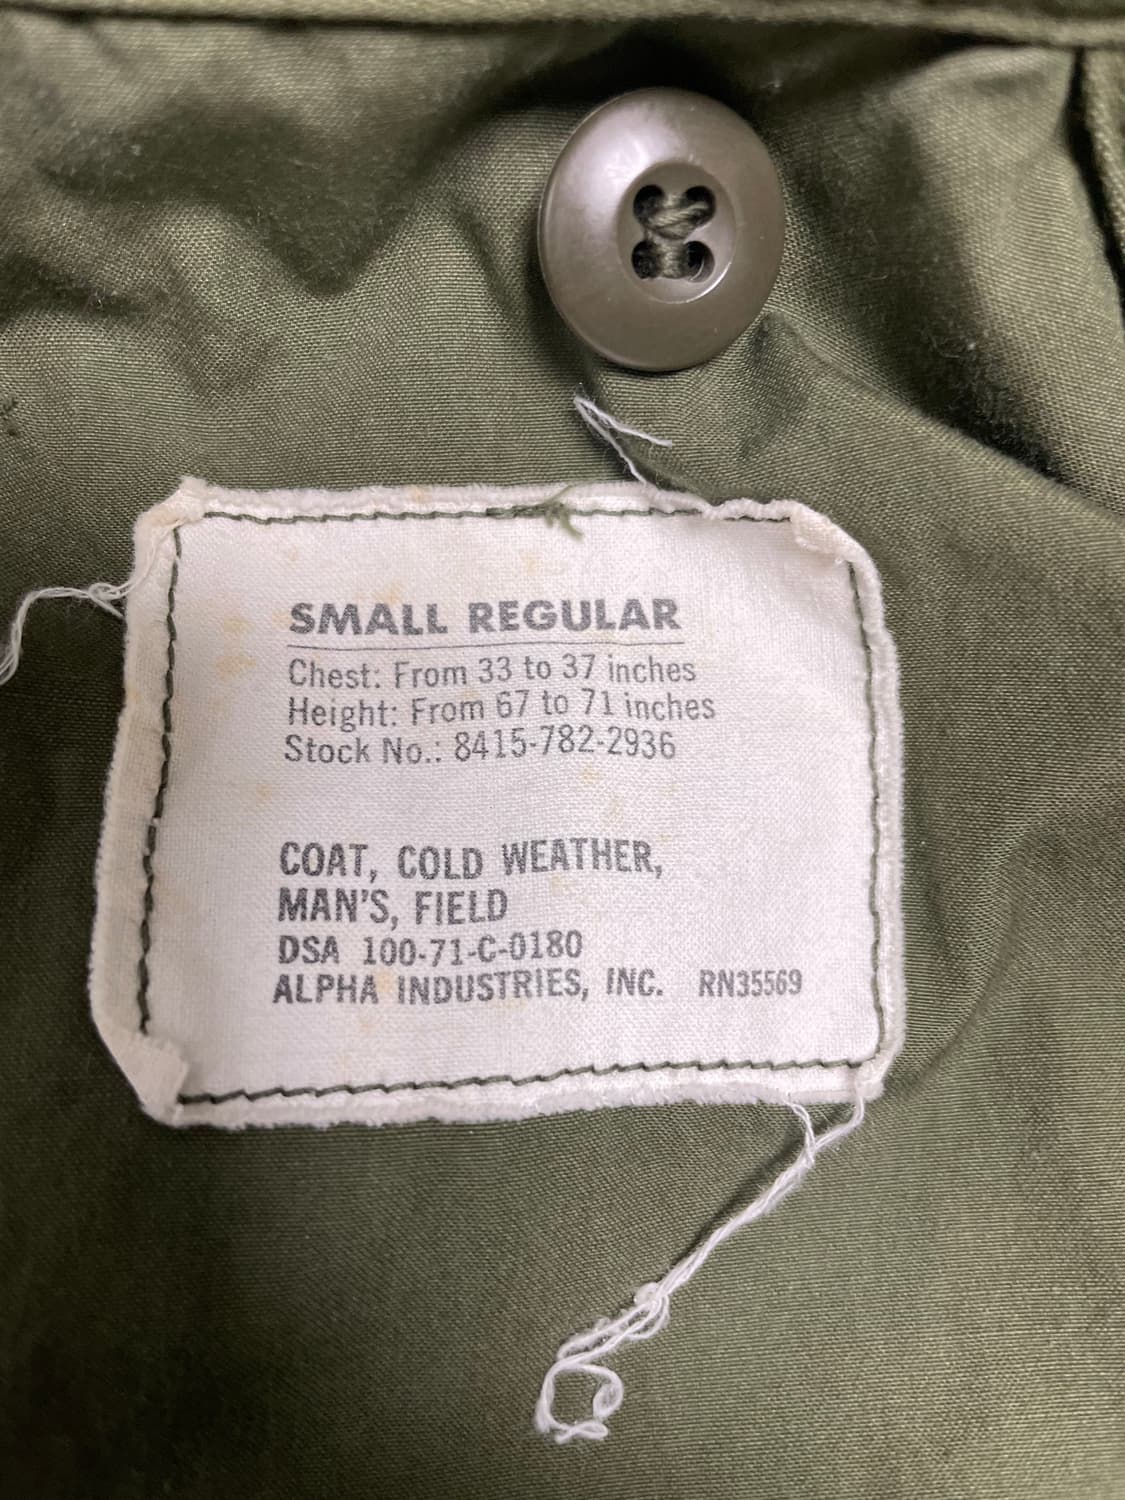 SMALL REGULAR
Chest: From 33 to 37 inches
Height: From 67 to 71 inches
Stock No.: 8415-782-2936
COAT, COLD WEATHER,
MAN'S, FIELD
DSA 100-71-C-0180
ALPHA INDUSTRIES, INC. RN35569